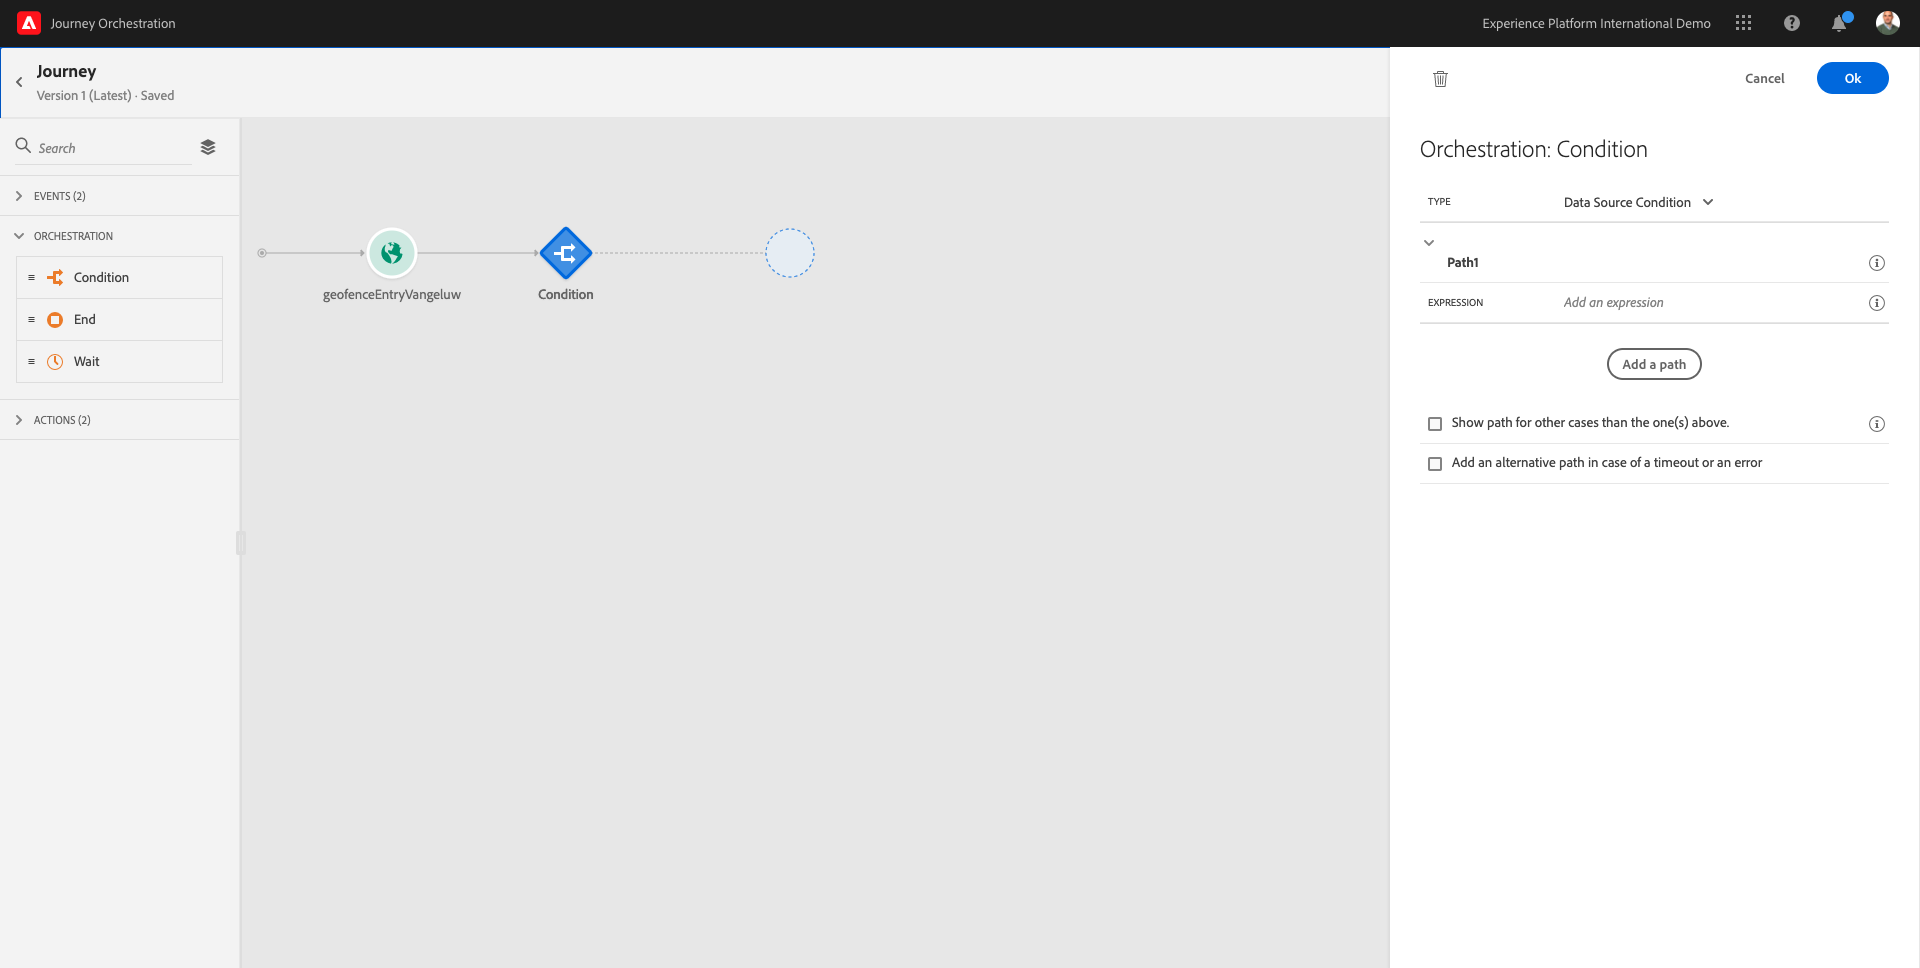 Journey Orchestration
Experience Platform International Demo
Journey
Version 1 (Latest) · Saved
Search
EVENTS (2)
ORCHESTRATION
Condition
End
Wait
ACTIONS (2)
geofenceEntryVangeluw
Condition
Cancel
Ok
Orchestration: Condition
TYPE
Data Source Condition
Path1
EXPRESSION
Add an expression
Add a path
Show path for other cases than the one(s) above.
Add an alternative path in case of a timeout or an error